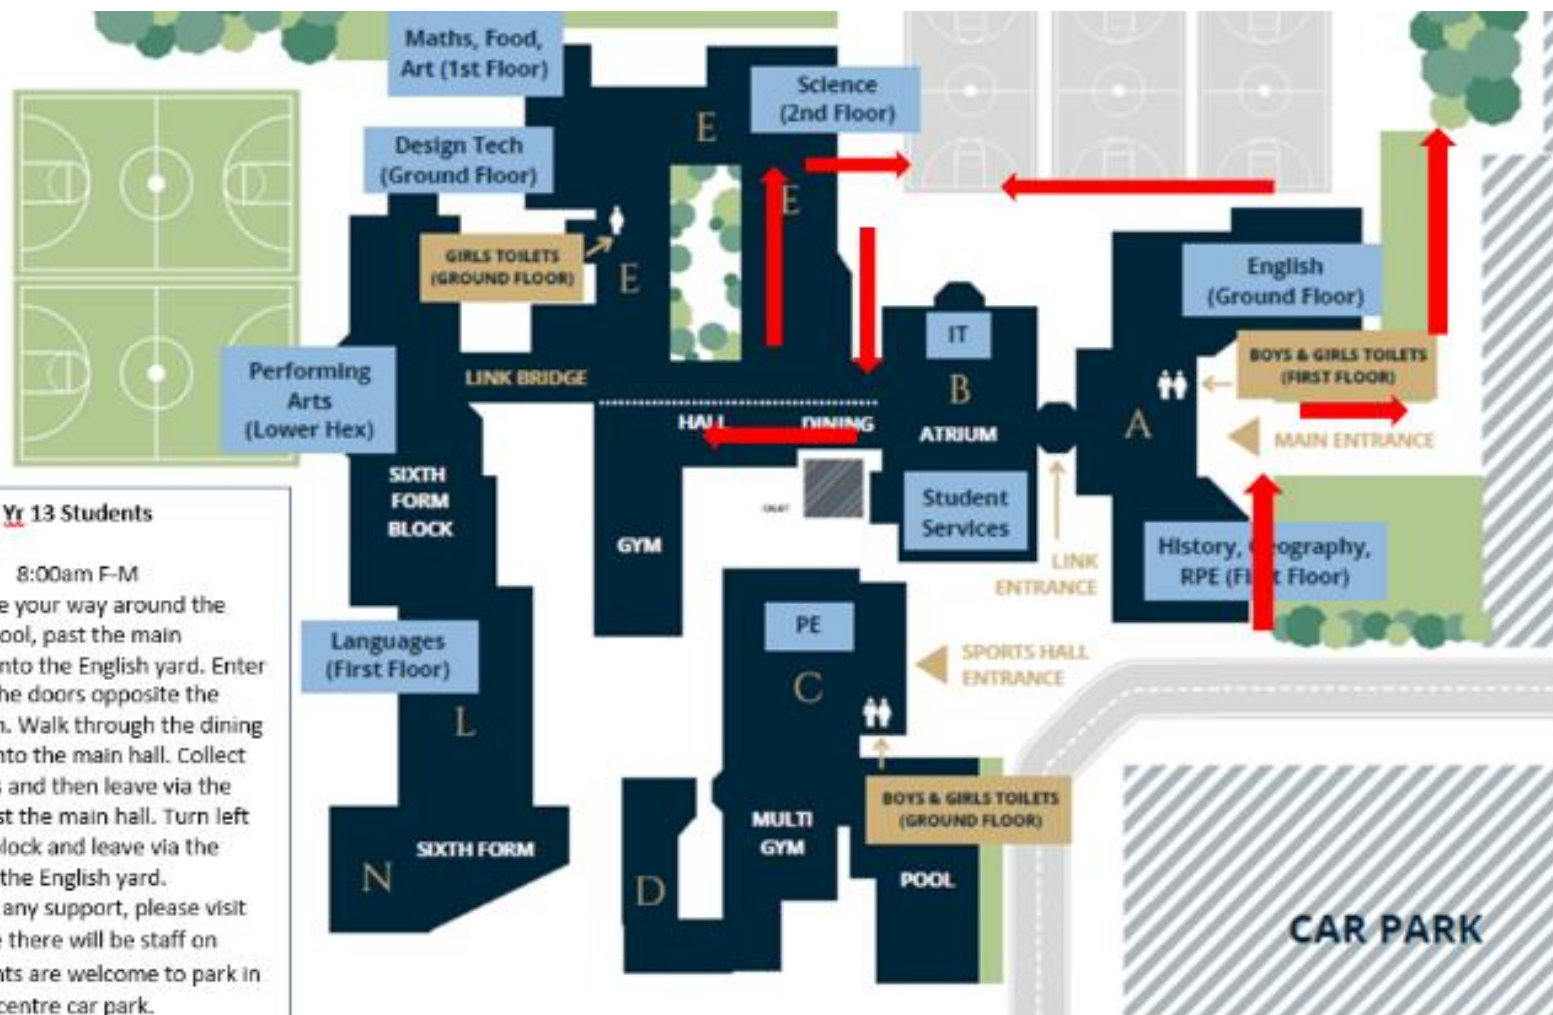 Maths, Food,
Art (1st Floor)
Science
(2nd Floor)
E
Design Tech
(Ground Floor)
E
GIRLS TOILETS
(GROUND FLOOR)
E
English
(Ground Floor)
IT
BOYS & GIRLS TOILETS
(FIRST FLOOR)
Performing
Arts
(Lower Hex)
LINK BRIDGE
B
HALL
DINING
ATRIUM
A
MAIN ENTRANCE
SIXTH
FORM
BLOCK
Student
Services
GYM
LINK
ENTRANCE
History, Geography,
RPE (First Floor)
Yr 13 Students
8:00am F-M
e your way around the
ool, past the main
nto the English yard. Enter
he doors opposite the
. Walk through the dining
nto the main hall. Collect
s and then leave via the
st the main hall. Turn left
lock and leave via the
the English yard.
any support, please visit
e there will be staff on
nts are welcome to park in
centre car park.
PE
Languages
(First Floor)
SPORTS HALL
ENTRANCE
C
L
BOYS & GIRLS TOILETS
(GROUND FLOOR)
MULTI
GYM
SIXTH FORM
N
D
POOL
CAR PARK